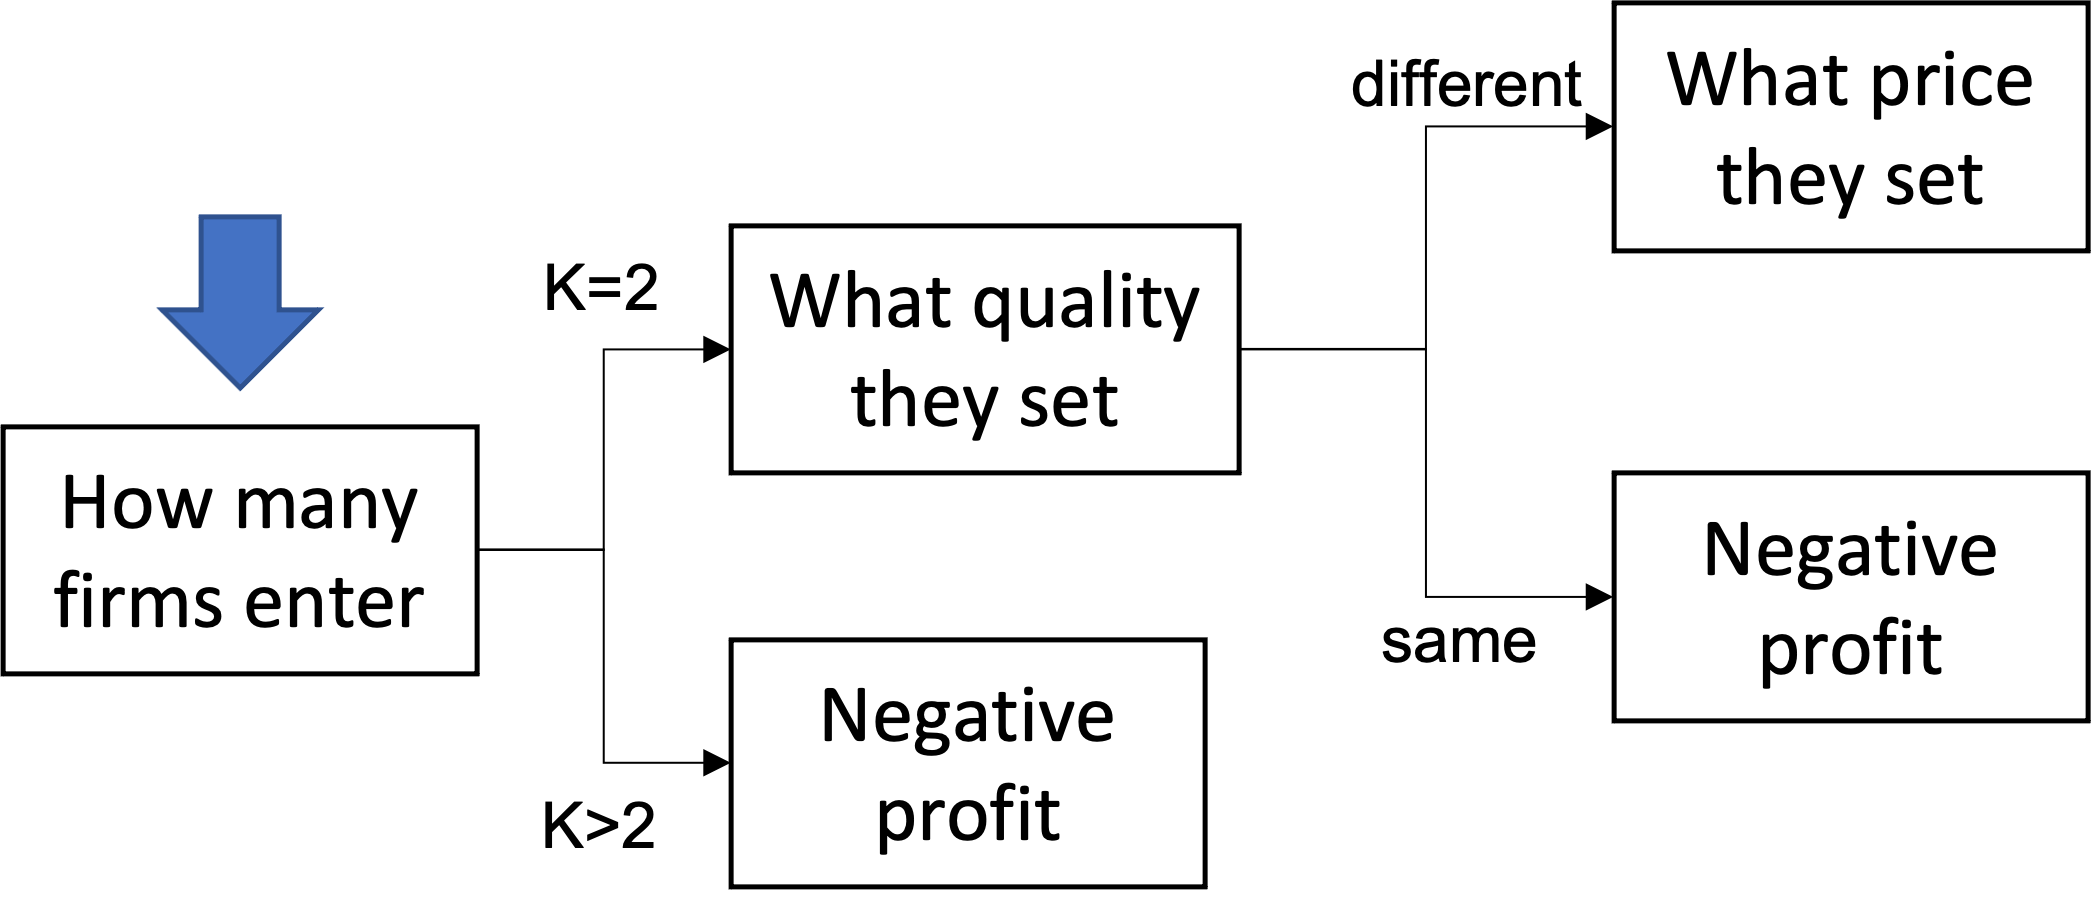 How many
firms enter
K=2
What quality
they set
K>2
Negative
profit
different
What price
they set
same
Negative
profit